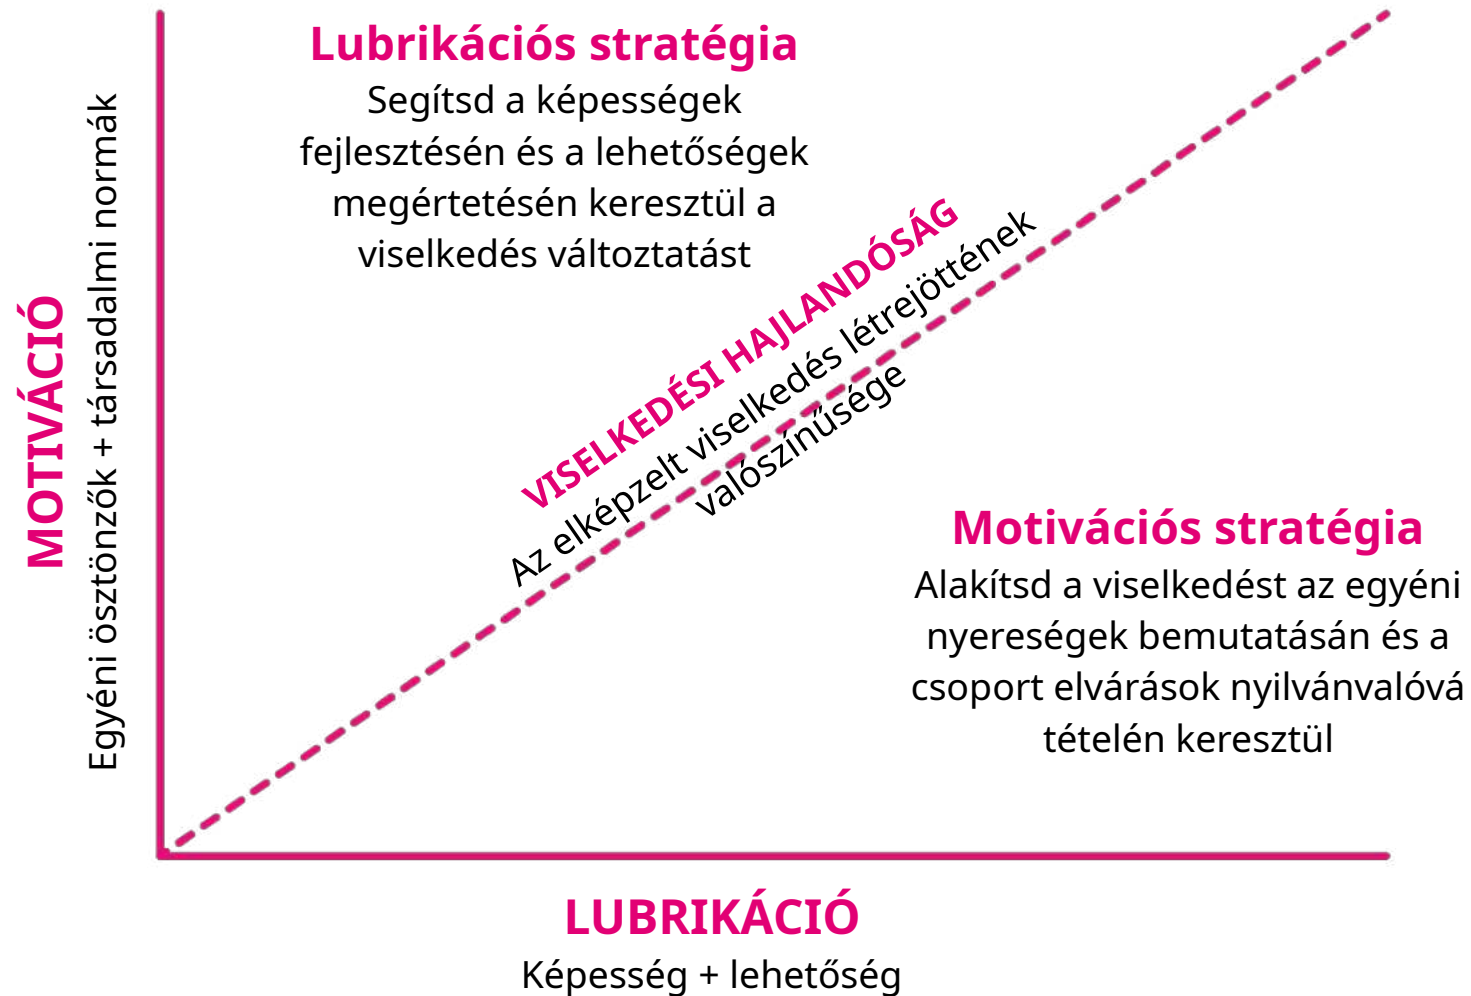 Lubrikációs stratégia
Segítsd a képességek
fejlesztésén és a lehetőségek
megértetésén keresztül a
viselkedés változtatást
MOTIVÁCIÓ
Egyéni ösztönzők + társadalmi normák
VISELKEDÉSI HAJLANDÓSÁG
Az elképzelt viselkedés létrejöttének
valószínűsége
Motivációs stratégia
Alakítsd a viselkedést az egyéni
nyereségek bemutatásán és a
csoport elvárások nyilvánvalóvá
tételén keresztül
LUBRIKÁCIÓ
Képesség + lehetőség